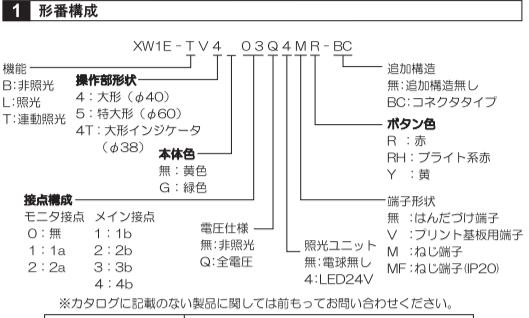 1 形番構成
XW1E-TV4 03Q4MR-BC
機能
B:非照光
L:照光
T:連動照光
操作部形状
4：大形（φ40）
5：特大形（φ60）
4T：大形インジケータ
（φ38）
本体色
無：黄色
G：緑色
接点構成
モニタ接点 メイン接点
0：無 1：1b
1：1a 2：2b
2：2a 3：3b
4：4b
電圧仕様
無:非照光
Q:全電圧
照光ユニット
無:電球無し
4:LED24V
追加構造
無:追加構造無し
BC:コネクタタイプ
ボタン色
R ：赤
RH：ブライト系赤
Y ：黄
端子形状
無 ：はんだづけ端子
V ：プリント基板用端子
M ：ねじ端子
MF：ねじ端子(IP20)
※カタログに記載のない製品に関しては前もってお問い合わせください。